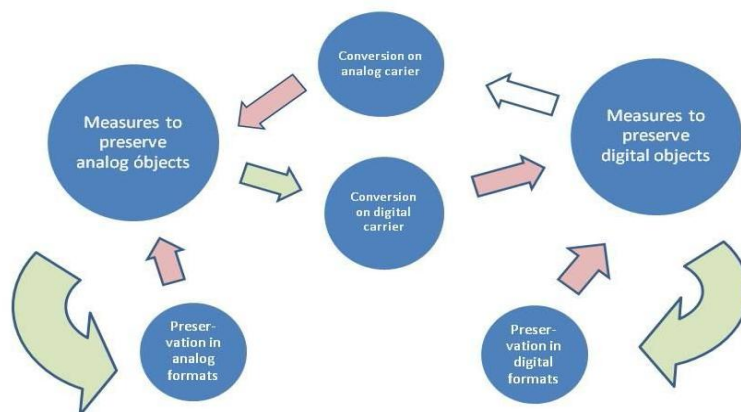 Conversion on
analog carier
Measures to
preserve
analog óbjects
Measures to
preserve
digital objects
Conversion
on digital
carrier
Preser-
vation in
analog
formats
Preser-
vation in
digital
formats